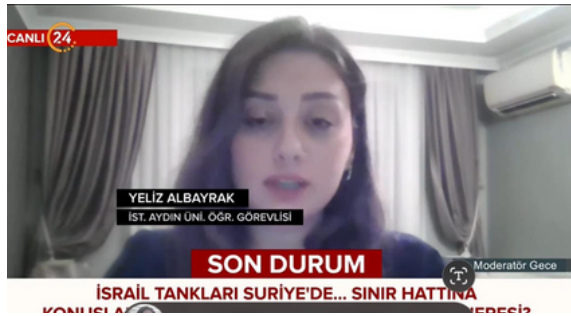 CANLI 24
YELİZ ALBAYRAK
İST. AYDIN ÜNİ. ÖĞR. GÖREVLİSİ
SON DURUM
Moderatör Gece
T
İSRAİL TANKLARI SURİYE'DE... SINIR HATTINA